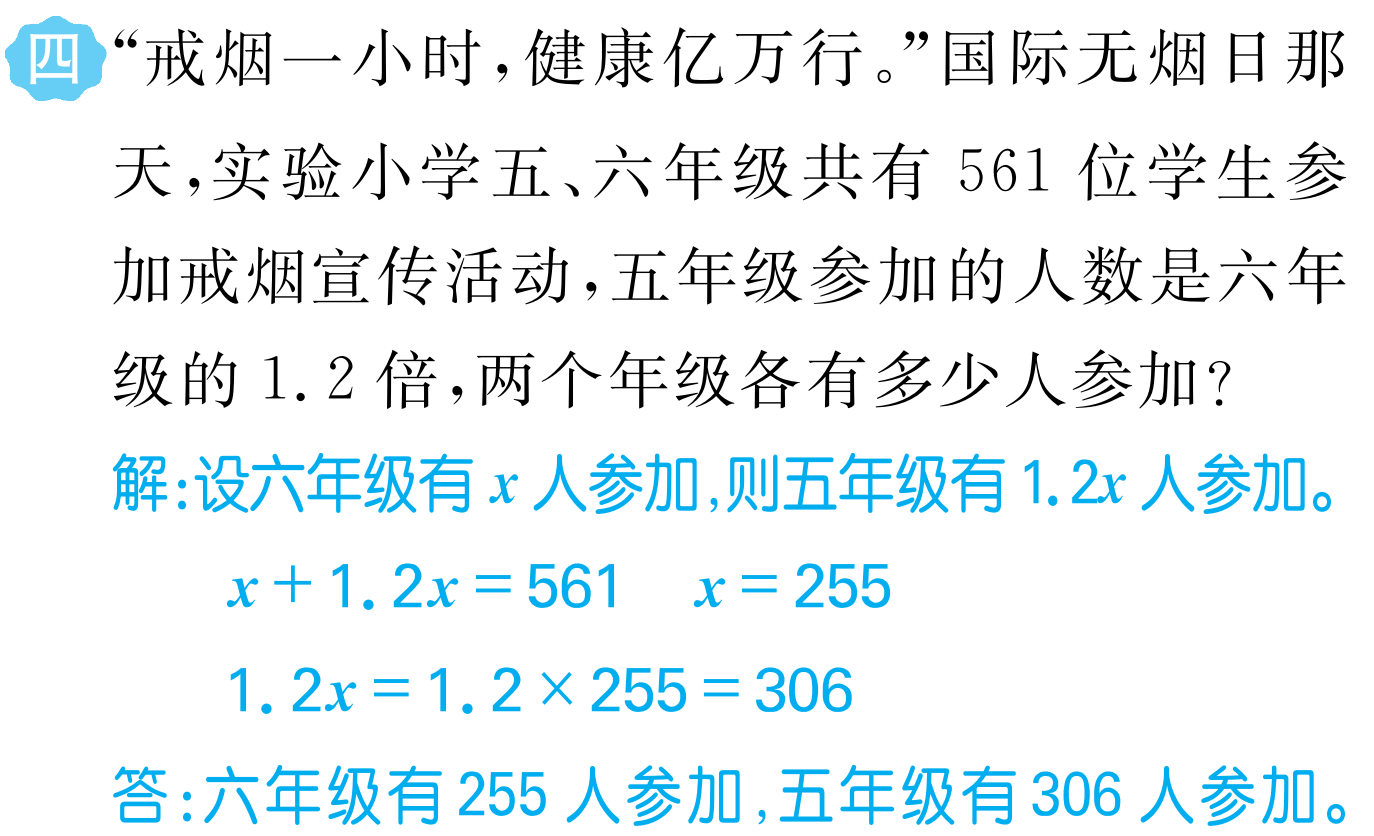 四 “戒烟一小时,健康亿万行。”国际无烟日那
天,实验小学五、六年级共有 561 位学生参
加戒烟宣传活动,五年级参加的人数是六年
级的 1.2 倍,两个年级各有多少人参加?
解:设六年级有 x 人参加,则五年级有 1.2x 人参加。
x+1.2x=561  x=255
1.2x=1.2×255=306
答:六年级有 255 人参加,五年级有 306 人参加。